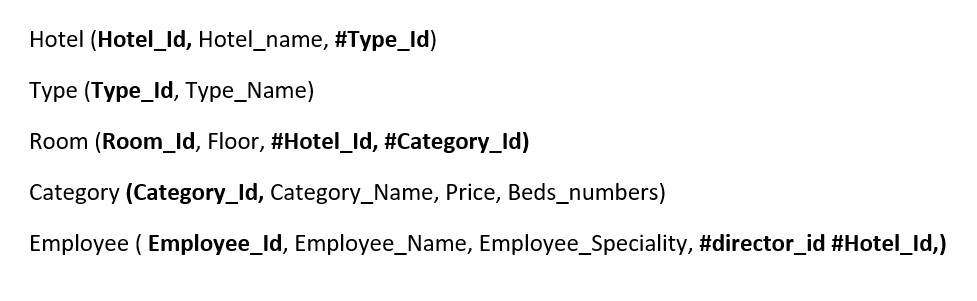 Hotel (Hotel_Id, Hotel_name, #Type_Id)
Type (Type_Id, Type_Name)
Room (Room_Id, Floor, #Hotel_Id, #Category_Id)
Category (Category_Id, Category_Name, Price, Beds_numbers)
Employee ( Employee_Id, Employee_Name, Employee_Speciality, #director_id #Hotel_Id,)